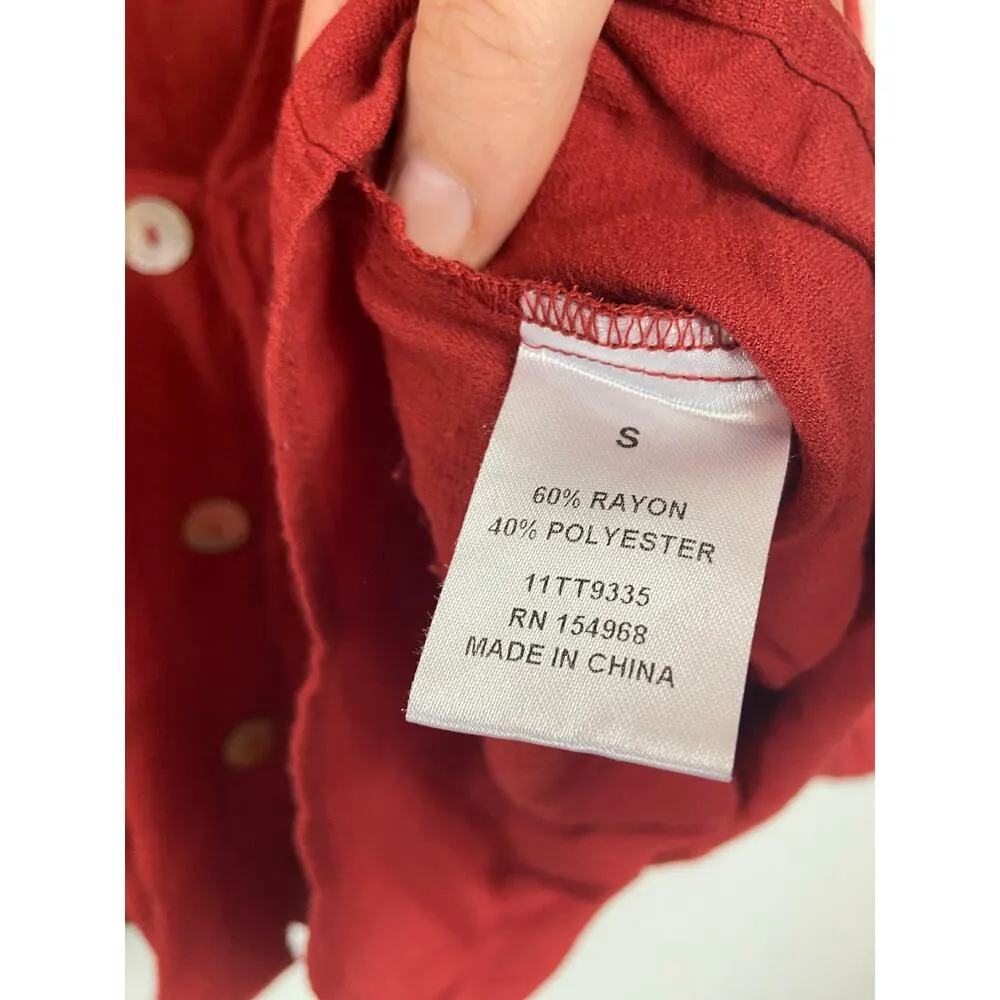 S
60% RAYON
40% POLYESTER
11TT9335
RN 154968
MADE IN CHINA